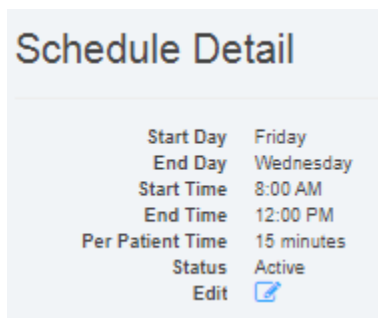 Schedule Detail
Start Day Friday
End Day Wednesday
Start Time 8:00 AM
End Time 12:00 PM
Per Patient Time 15 minutes
Status Active
Edit